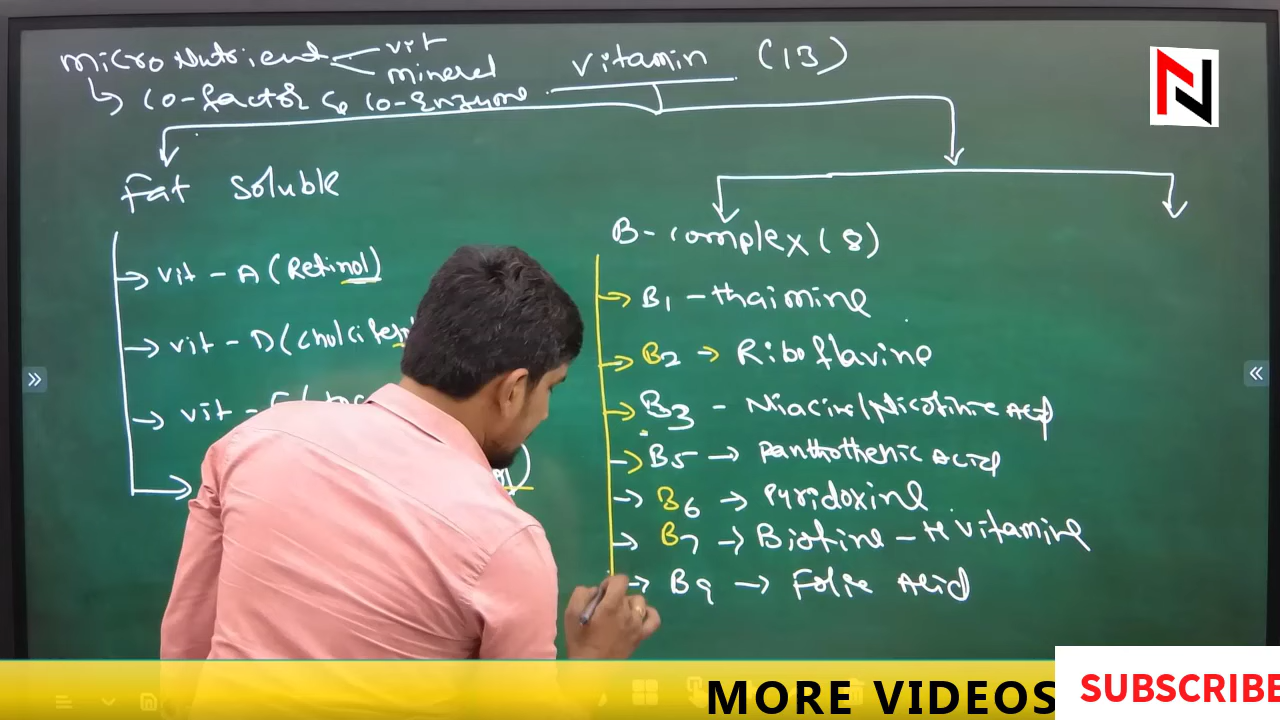 micro Nutrient vit
mineral
vitamin (13)
↳ co-factor & co-enzyme
Fat soluble
B-complex (8)
→ vit - A (Retinol)
→ B1 - thaimine
→ vit - D (
→ B2 → Riboflavine
→ vit -
→ B3 - Niacine/Nicotinic Acid
→ B5 → Panthothenic Acid
→ B6 → Pyridoxine
→ B7 → Biotine - H vitamine
→ B9 → Folic Acid
MORE VIDEOS
SUBSCRIBE